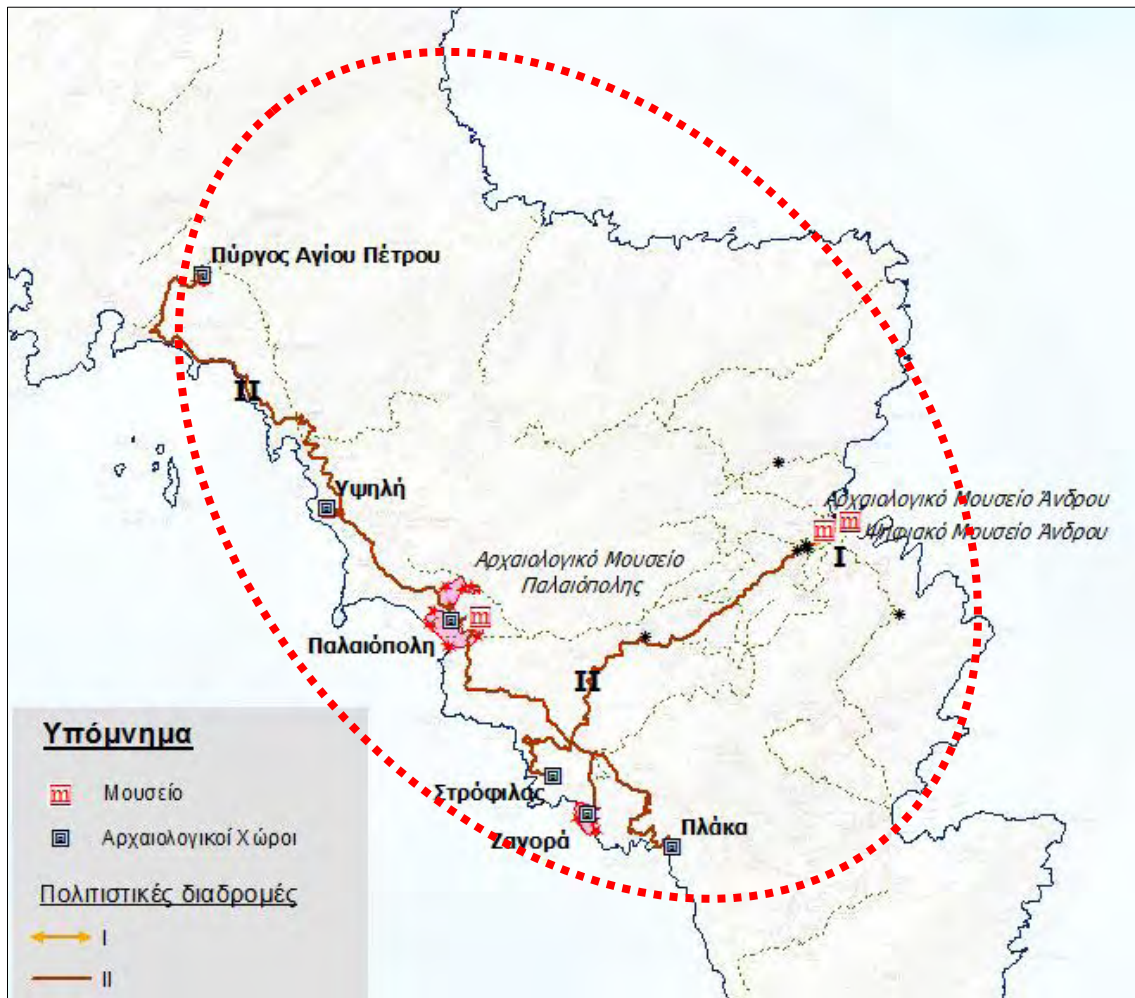 Πύργος Αγίου Πέτρου
II
Υψηλή
Αρχαιολογικό Μουσείο Άνδρου
Ψηφιακό Μουσείο Άνδρου
I
Αρχαιολογικό Μουσείο
Παλαιόπολης
m
m
m
Παλαιόπολη
II
Στρόφιλας
Ζαγορά
Πλάκα
Υπόμνημα
m Μουσείο
Αρχαιολογικοί Χώροι
Πολιτιστικές διαδρομές
I
II